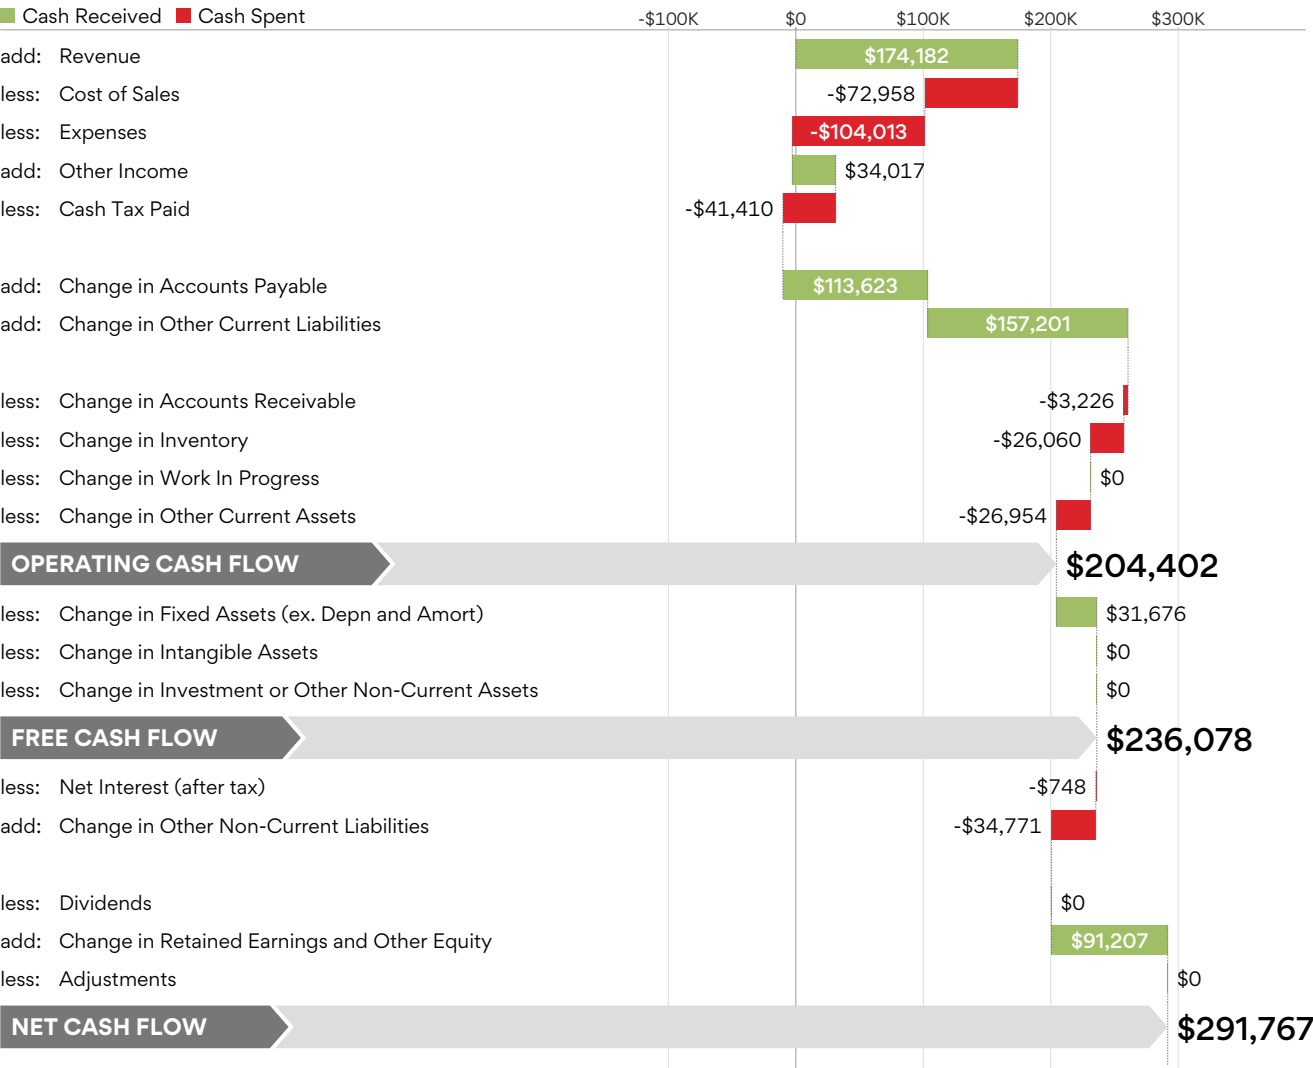 Cash Received Cash Spent -$100K $0 $100K $200K $300K
add: Revenue $174,182
less: Cost of Sales -$72,958
less: Expenses -$104,013
add: Other Income $34,017
less: Cash Tax Paid -$41,410
add: Change in Accounts Payable $113,623
add: Change in Other Current Liabilities $157,201
less: Change in Accounts Receivable -$3,226
less: Change in Inventory -$26,060
less: Change in Work In Progress $0
less: Change in Other Current Assets -$26,954
OPERATING CASH FLOW $204,402
less: Change in Fixed Assets (ex. Depn and Amort) $31,676
less: Change in Intangible Assets $0
less: Change in Investment or Other Non-Current Assets $0
FREE CASH FLOW $236,078
less: Net Interest (after tax) -$748
add: Change in Other Non-Current Liabilities -$34,771
less: Dividends $0
add: Change in Retained Earnings and Other Equity $91,207
less: Adjustments $0
NET CASH FLOW $291,767